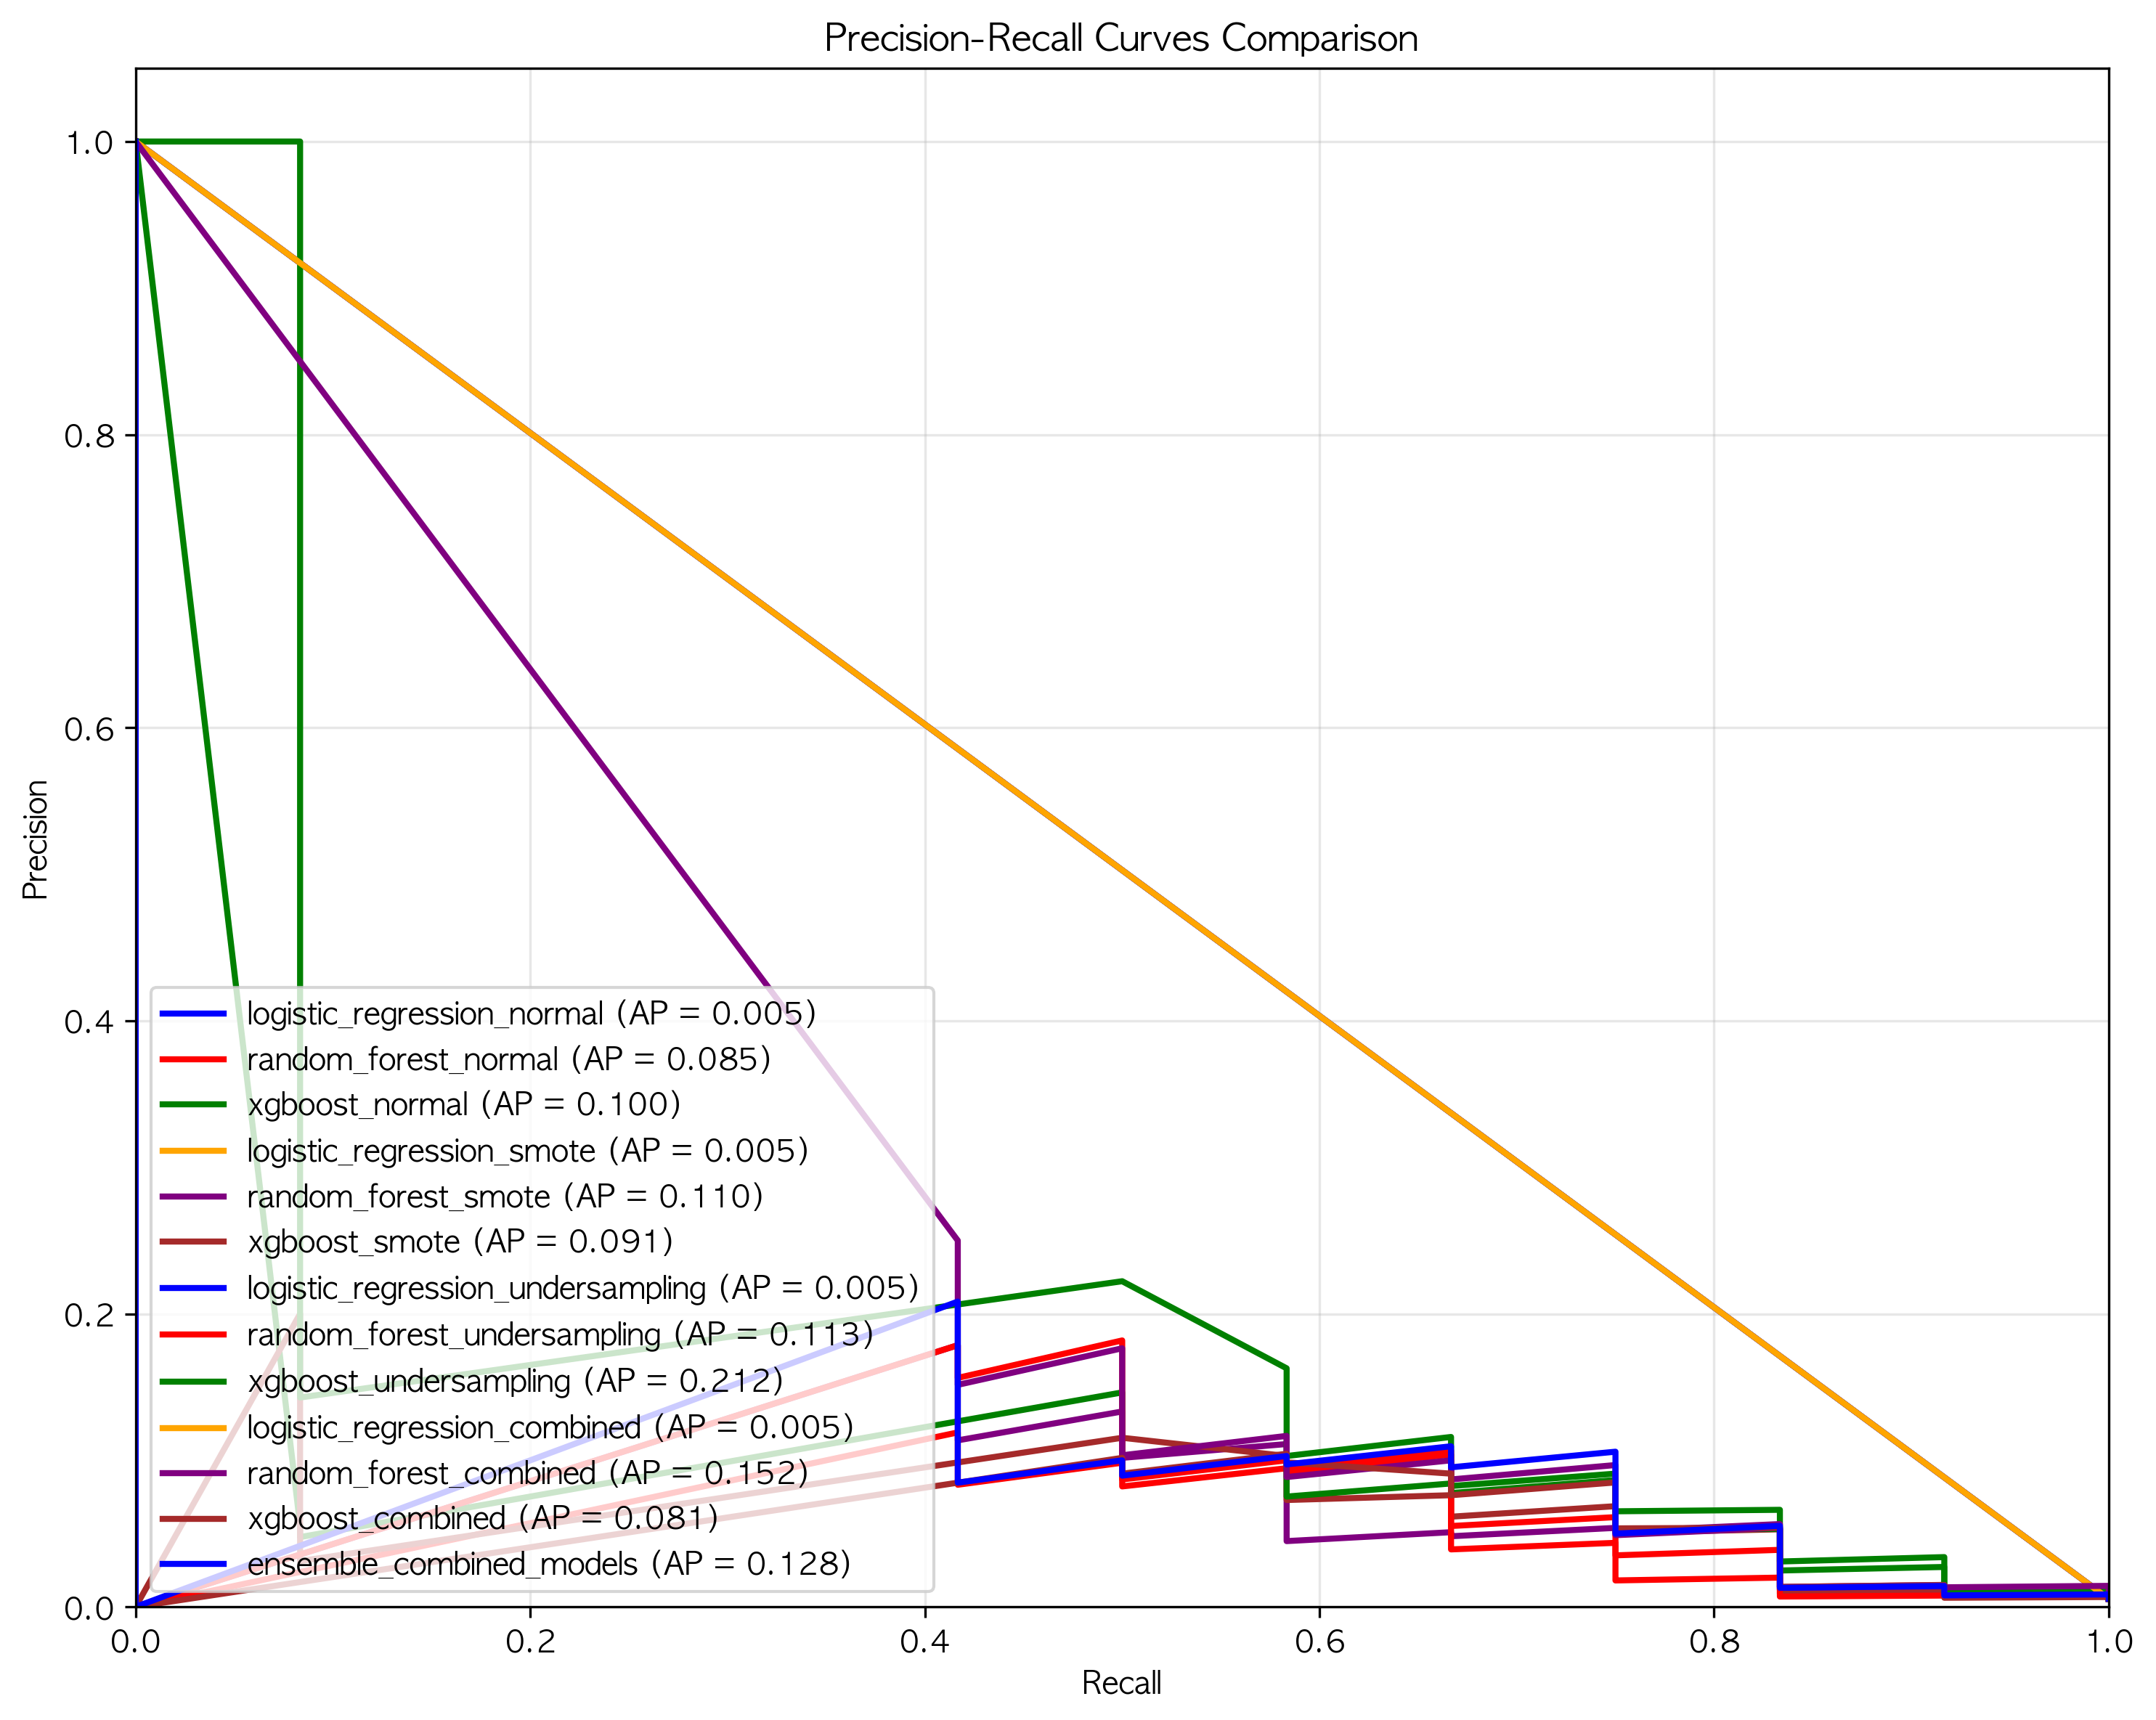 Precision-Recall Curves Comparison
1.0
0.8
0.6
0.4
0.2
0.0
Precision
logistic_regression_normal (AP = 0.005)
random_forest_normal (AP = 0.085)
xgboost_normal (AP = 0.100)
logistic_regression_smote (AP = 0.005)
random_forest_smote (AP = 0.110)
xgboost_smote (AP = 0.091)
logistic_regression_undersampling (AP = 0.005)
random_forest_undersampling (AP = 0.113)
xgboost_undersampling (AP = 0.212)
logistic_regression_combined (AP = 0.005)
random_forest_combined (AP = 0.152)
xgboost_combined (AP = 0.081)
ensemble_combined_models (AP = 0.128)
0.0 0.2 0.4 0.6 0.8 1.0
Recall